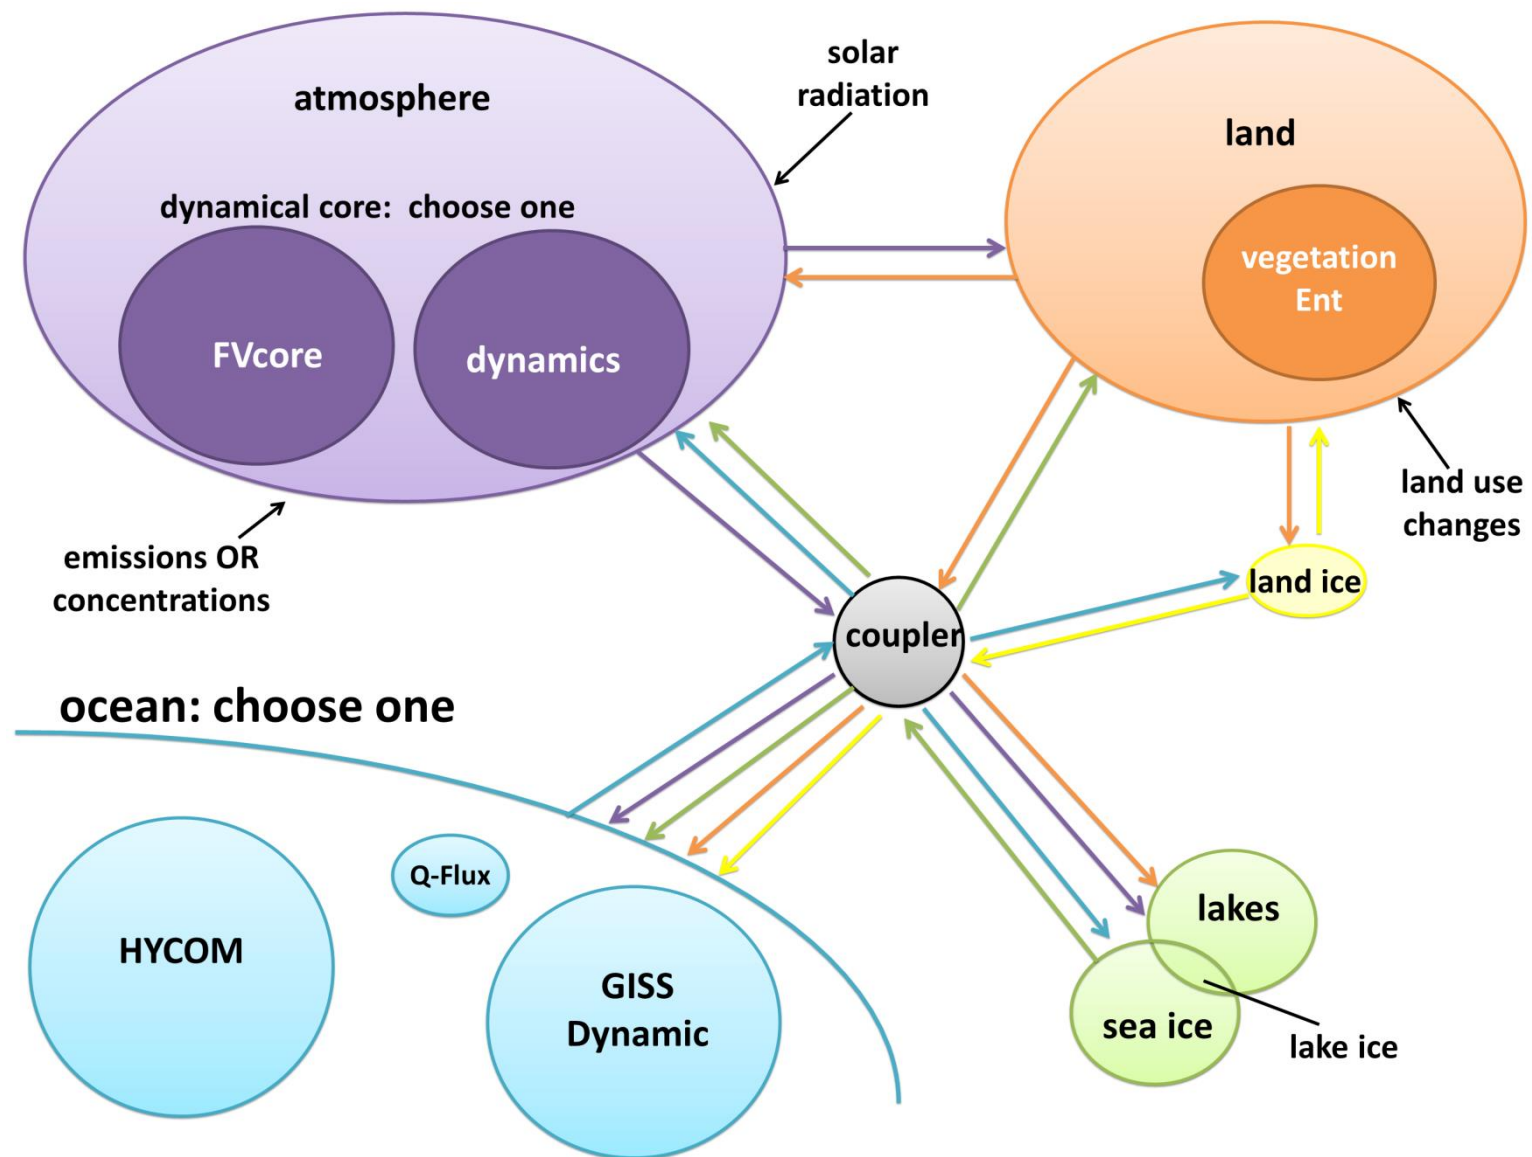 atmosphere
solar
radiation
land
dynamical core:  choose one
FVcore
dynamics
vegetation
Ent
land use
changes
emissions OR
concentrations
land ice
coupler
ocean: choose one
Q-Flux
HYCOM
GISS
Dynamic
lakes
sea ice
lake ice